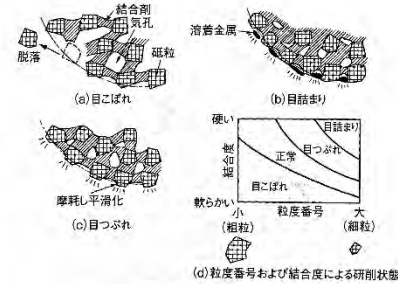 結合剤
気孔
砥粒
脱落
(a)目こぼれ
溶着金属
(b)目詰まり
摩耗し平滑化
(c)目つぶれ
硬い
結合度
軟らかい
目詰まり
目つぶれ
正常
目こぼれ
小
粒度番号
大
(粗粒)
(細粒)
(d)粒度番号および結合度による研削状態